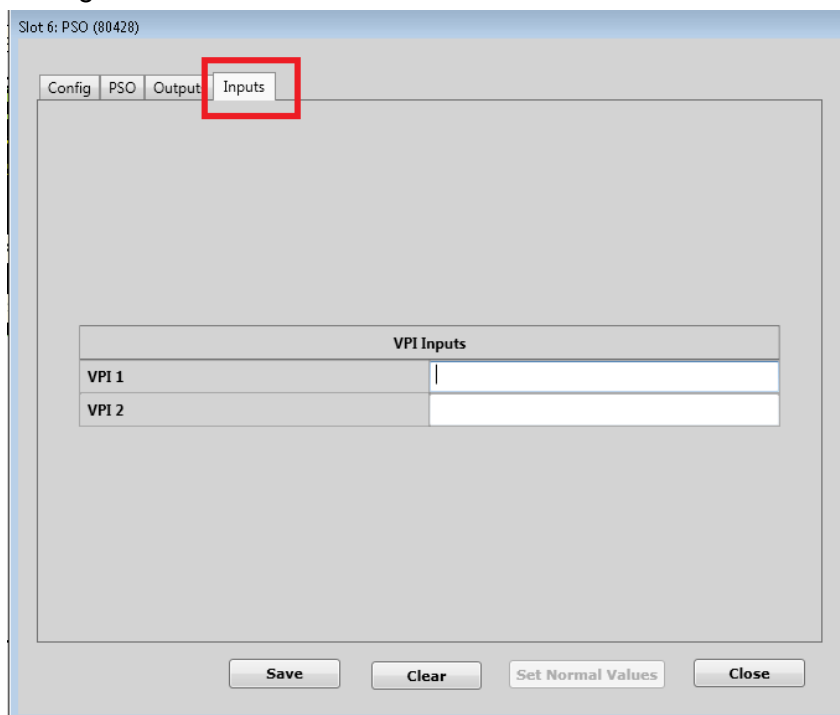 Slot 6: PSO (80428)
Config PSO Output Inputs
VPI Inputs
VPI 1
VPI 2
Save Clear Set Normal Values Close